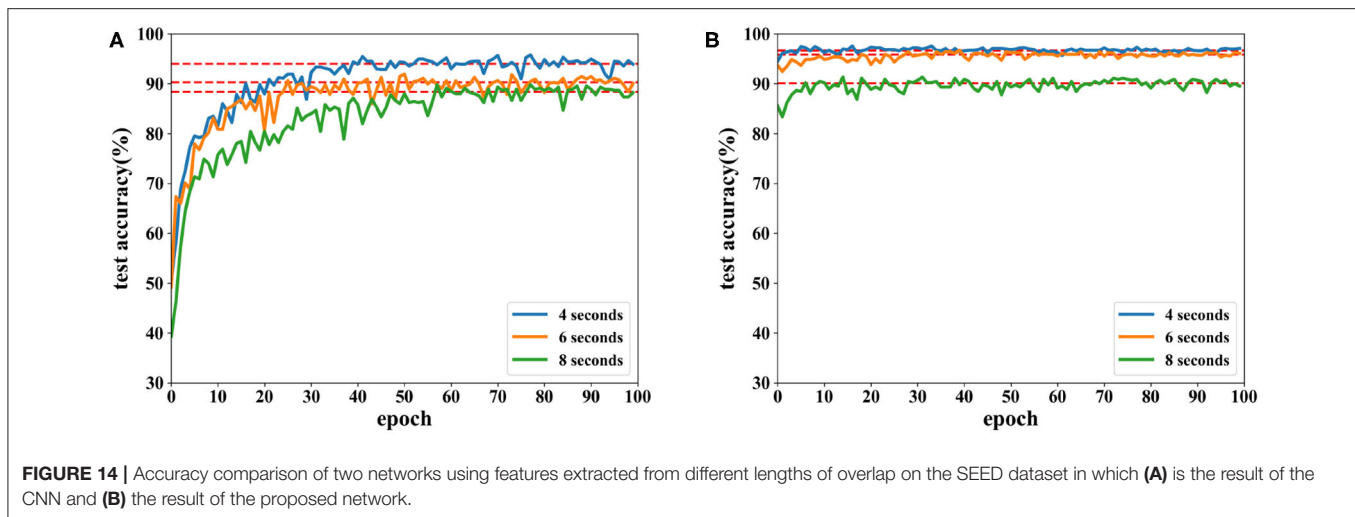 A
100
90
80
70
60
50
40
30
test accuracy(%)
0 10 20 30 40 50 60 70 80 90 100
epoch
4 seconds
6 seconds
8 seconds
B
100
90
80
70
60
50
40
30
test accuracy(%)
0 10 20 30 40 50 60 70 80 90 100
epoch
4 seconds
6 seconds
8 seconds
FIGURE 14 | Accuracy comparison of two networks using features extracted from different lengths of overlap on the SEED dataset in which (A) is the result of the
CNN and (B) the result of the proposed network.